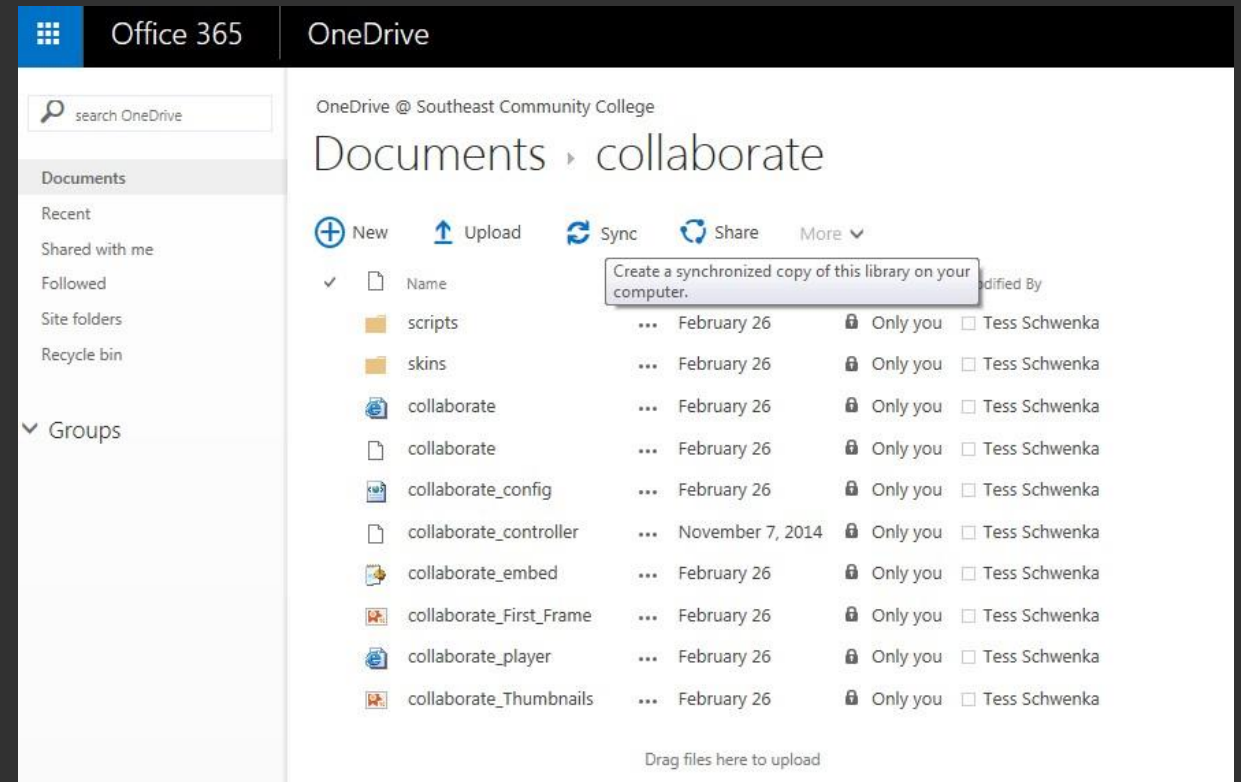 Office 365
OneDrive
search OneDrive
Documents
Recent
Shared with me
Followed
Site folders
Recycle bin
Groups
OneDrive @ Southeast Community College
Documents collaborate
New Upload Sync Share More
Create a synchronized copy of this library on your
computer.
Name
By
scripts ... February 26 Only you Tess Schwenka
skins ... February 26 Only you Tess Schwenka
collaborate ... February 26 Only you Tess Schwenka
collaborate ... February 26 Only you Tess Schwenka
collaborate_config ... February 26 Only you Tess Schwenka
collaborate_controller ... November 7, 2014 Only you Tess Schwenka
collaborate_embed ... February 26 Only you Tess Schwenka
collaborate_First_Frame ... February 26 Only you Tess Schwenka
collaborate_player ... February 26 Only you Tess Schwenka
collaborate_Thumbnails ... February 26 Only you Tess Schwenka
Drag files here to upload